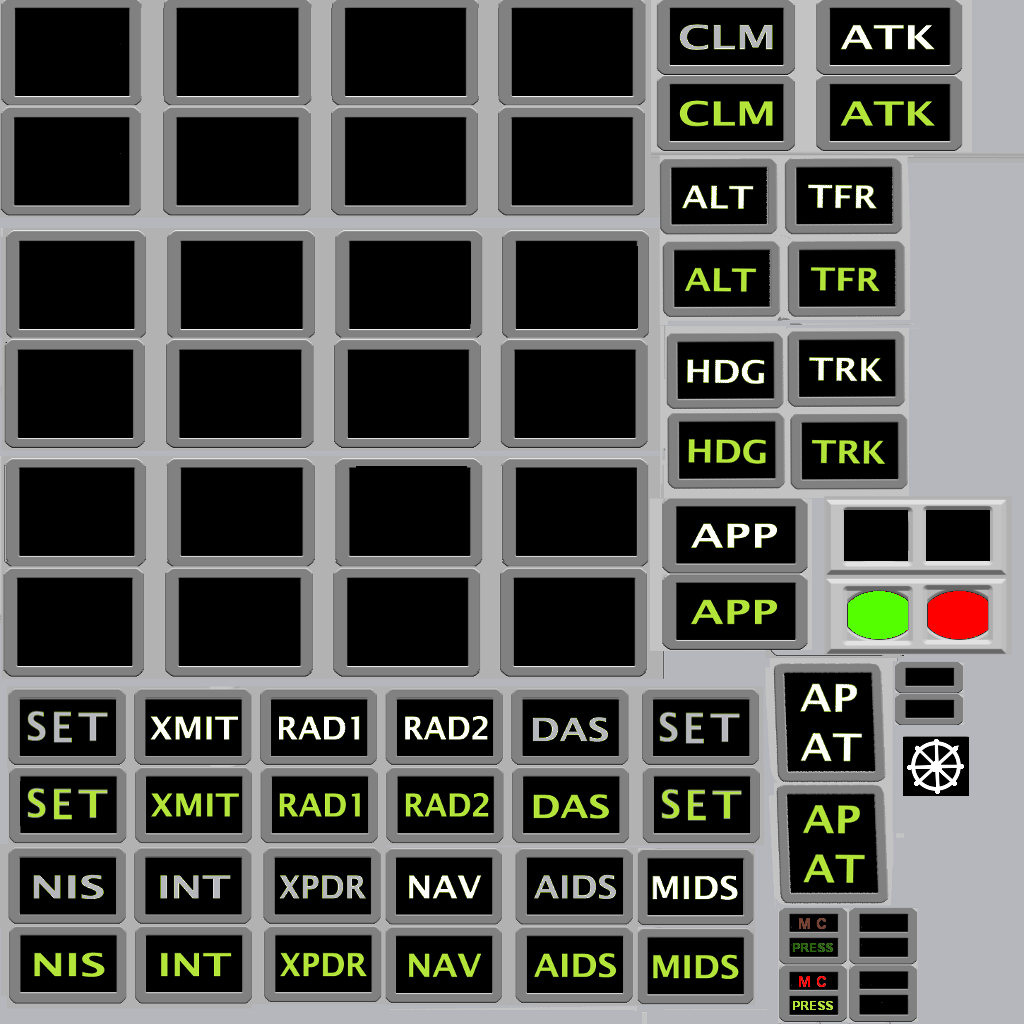 CLM ATK
CLM ATK
ALT TFR
ALT TFR
HDG TRK
HDG TRK
APP
APP
SET XMIT RAD1 RAD2 DAS SET
SET XMIT RAD1 RAD2 DAS SET
NIS INT XPDR NAV AIDS MIDS
NIS INT XPDR NAV AIDS MIDS
AP
AT
AP
AT
M C
PRESS
M C
PRESS